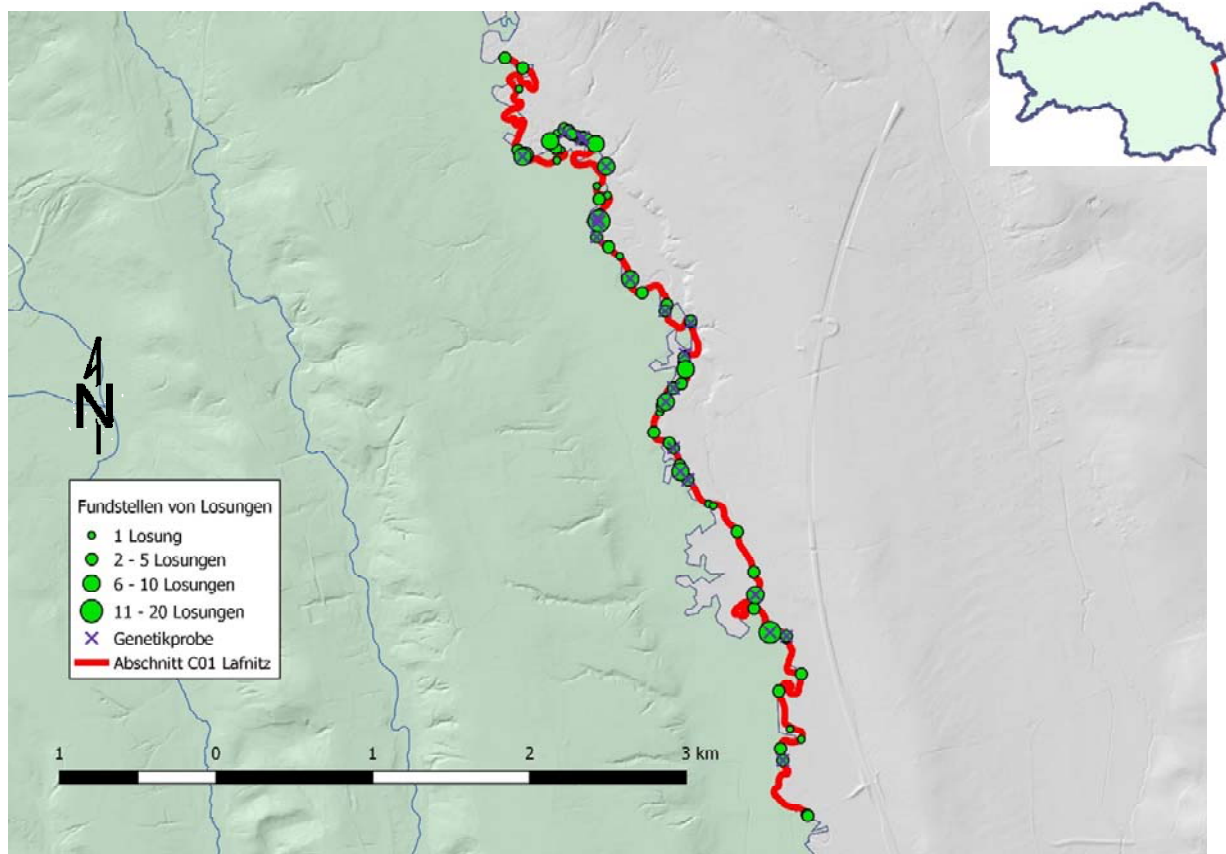 N
Fundstellen von Losungen
1 Losung
2 - 5 Losungen
6 - 10 Losungen
11 - 20 Losungen
Genetikprobe
Abschnitt C01 Lafnitz
1 0 1 2 3 km